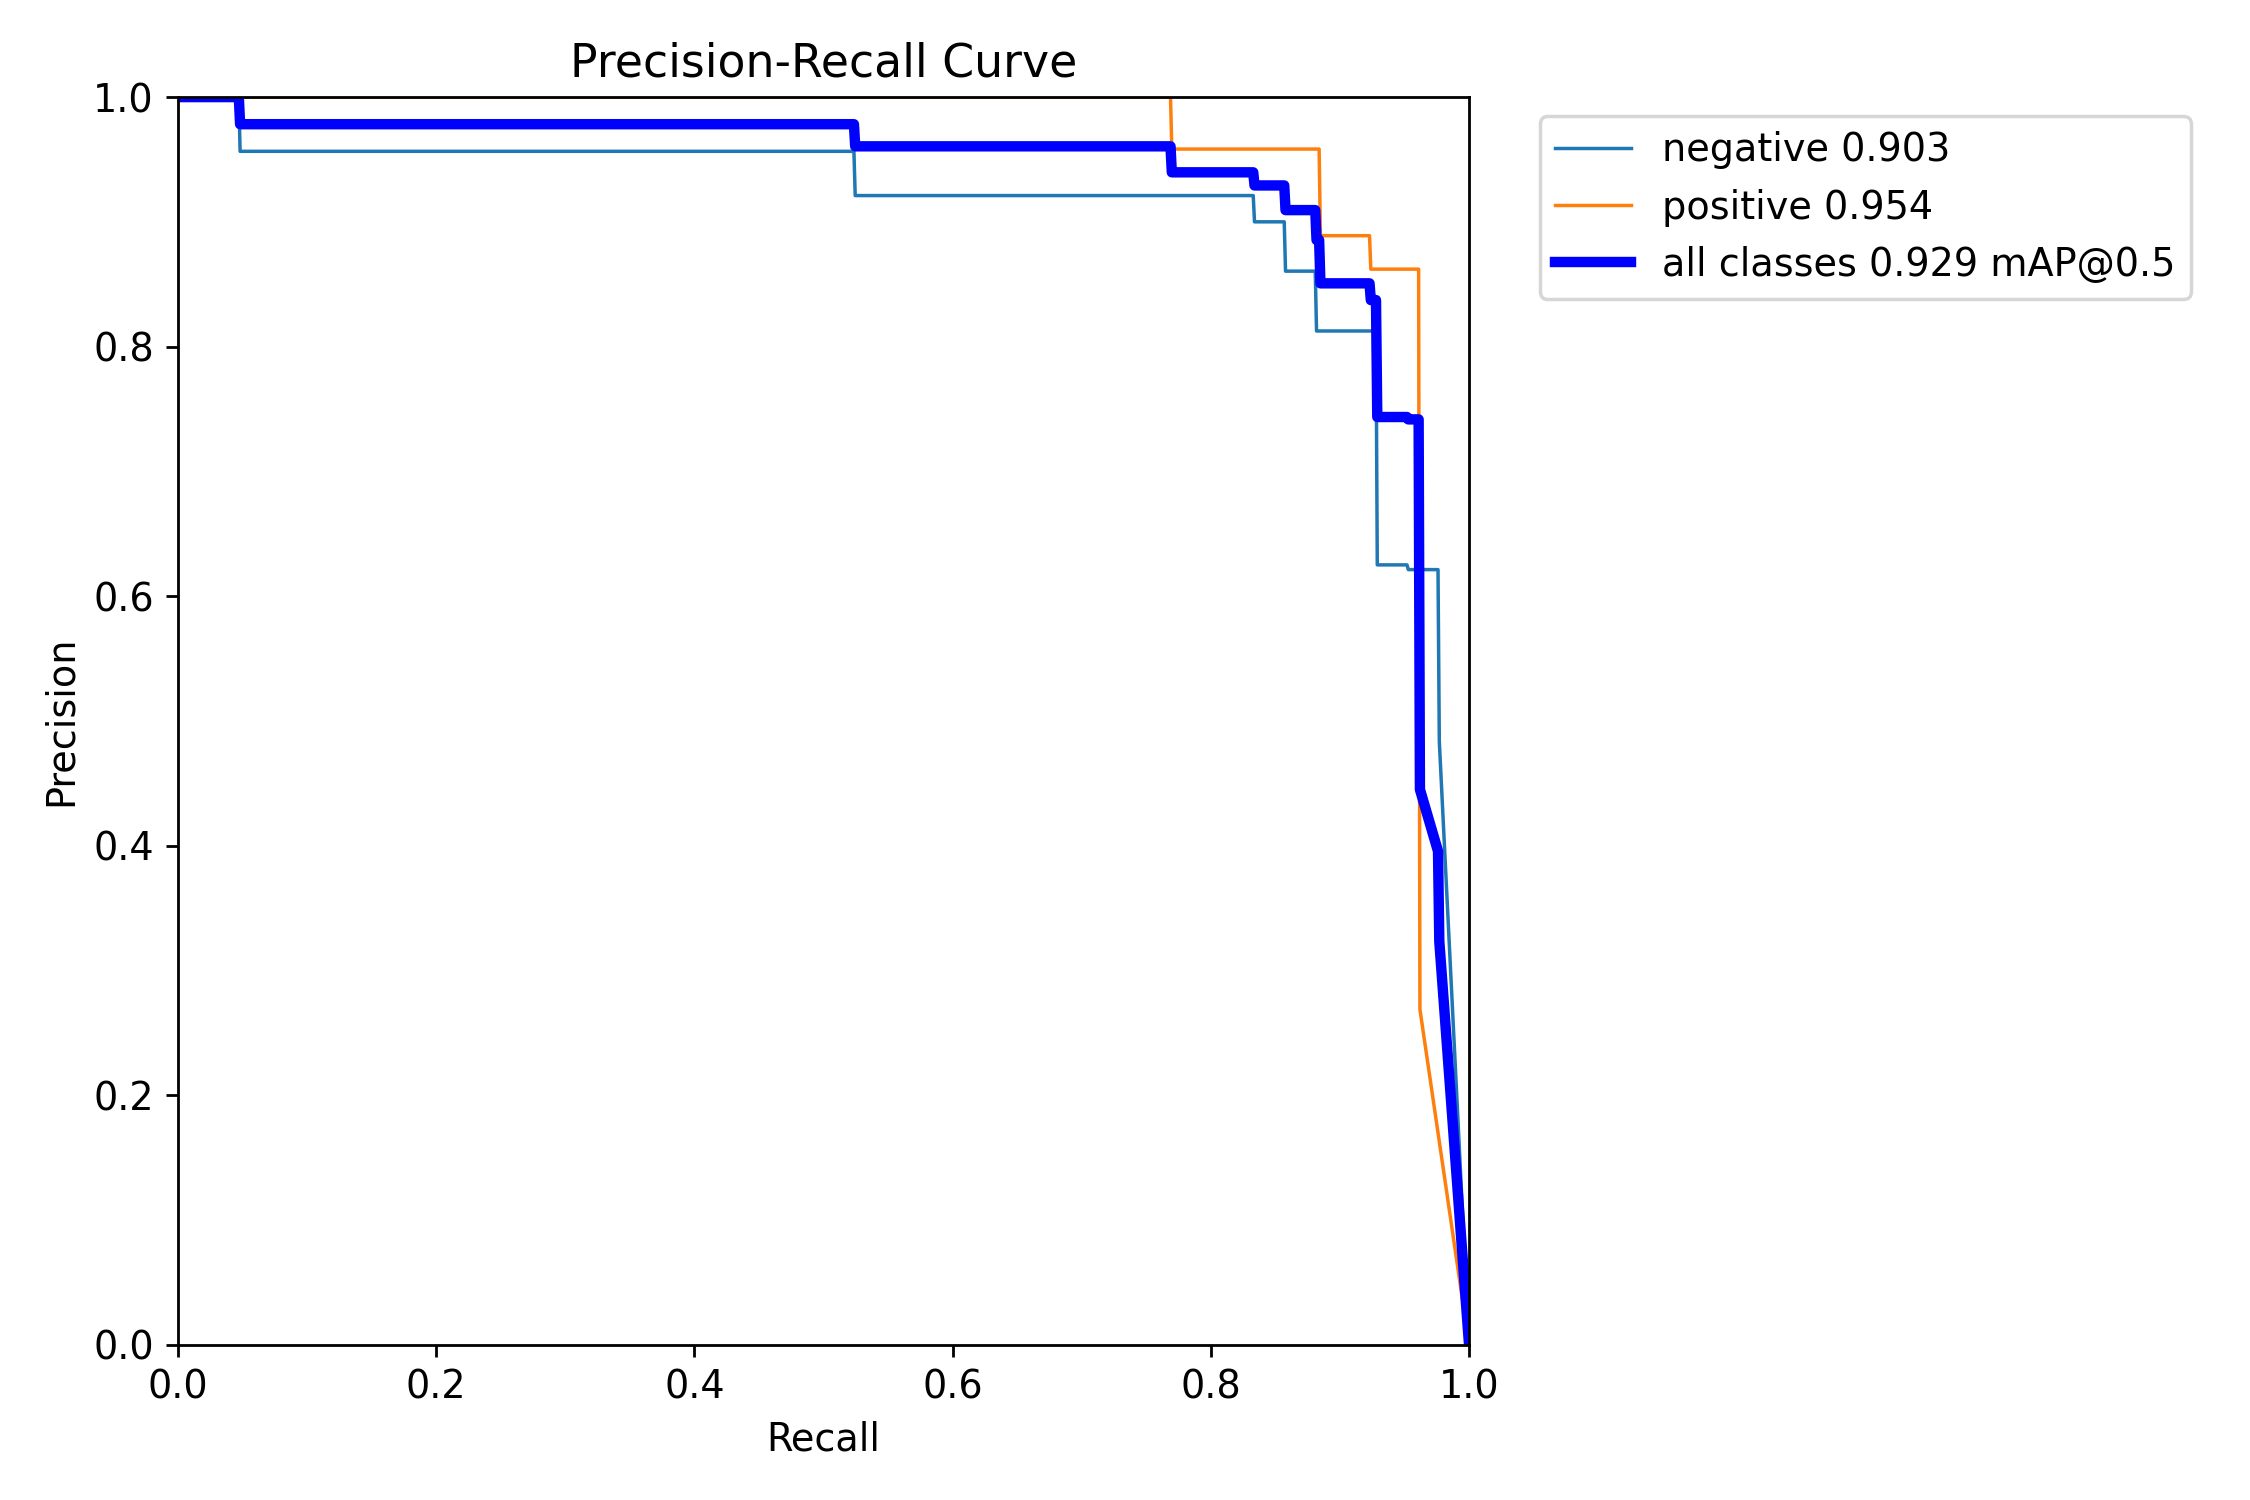 Precision-Recall Curve
1.0
0.8
0.6
0.4
0.2
0.0
Precision
0.0 0.2 0.4 0.6 0.8 1.0
Recall
negative 0.903
positive 0.954
all classes 0.929 mAP@0.5